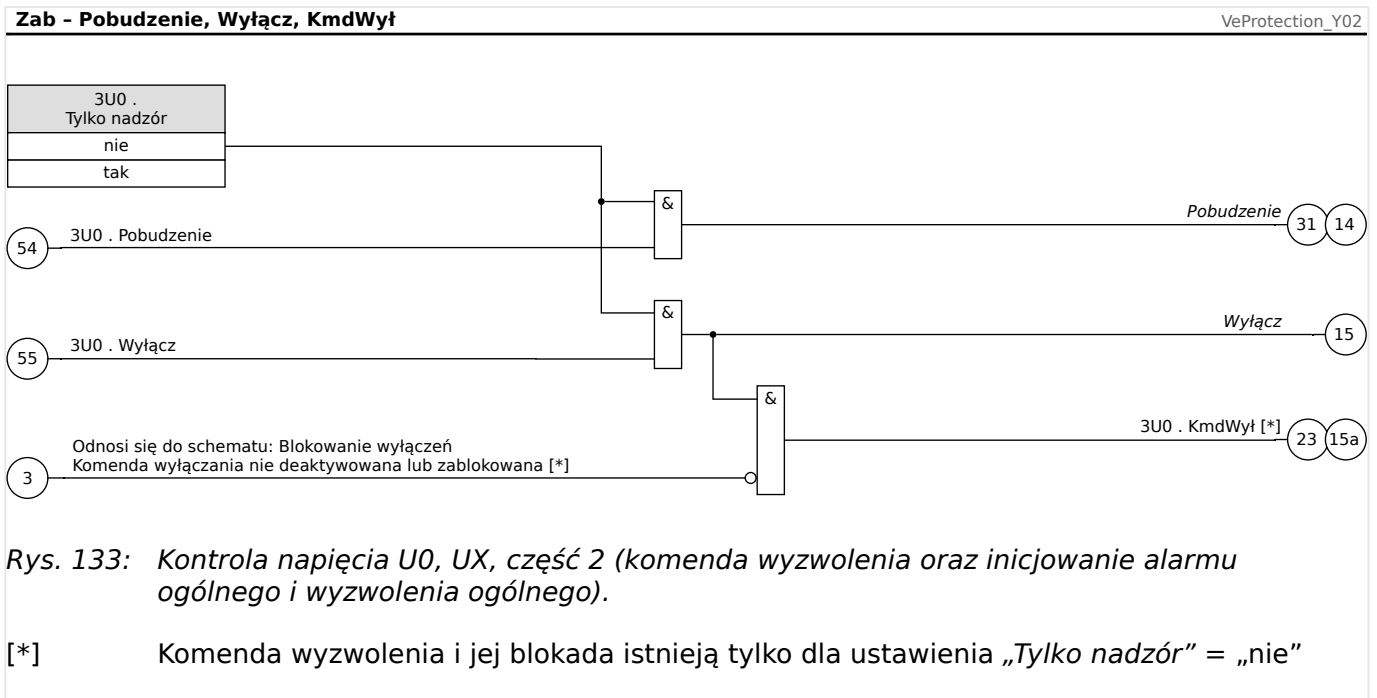 Zab – Pobudzenie, Wyłącz, KmdWył
VeProtection_Y02
3U0 .
Tylko nadzór
nie
tak
&
Pobudzenie
31
14
54
3U0 . Pobudzenie
&
Wyłącz
15
55
3U0 . Wyłącz
&
3U0 . KmdWył [*]
23
15a
Odnosi się do schematu: Blokowanie wyłączeń
Komenda wyłączania nie deaktywowana lub zablokowana [*]
3
Rys. 133: Kontrola napięcia U0, UX, część 2 (komenda wyzwolenia oraz inicjowanie alarmu
ogólnego i wyzwolenia ogólnego).
[*] Komenda wyzwolenia i jej blokada istnieją tylko dla ustawienia „Tylko nadzór” = „nie”